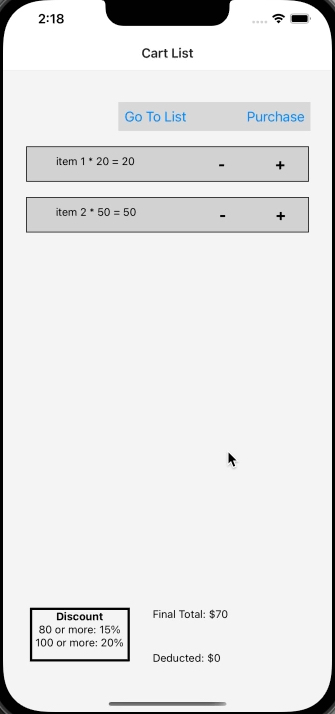 2:18
Cart List
Go To List Purchase
item 1 * 20 = 20 - +
item 2 * 50 = 50 - +
Discount
80 or more: 15%
100 or more: 20%
Final Total: $70
Deducted: $0